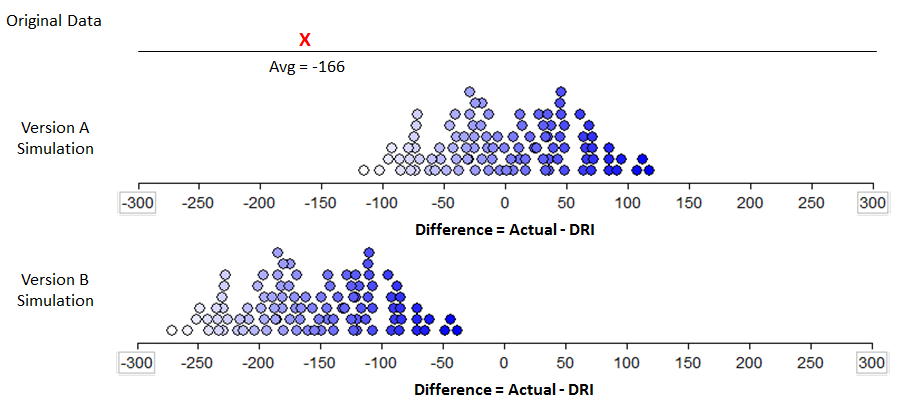 Original Data
X
Avg = -166
Version A
Simulation
-300 -250 -200 -150 -100 -50 0 50 100 150 200 250 300
Difference = Actual - DRI
Version B
Simulation
-300 -250 -200 -150 -100 -50 0 50 100 150 200 250 300
Difference = Actual - DRI